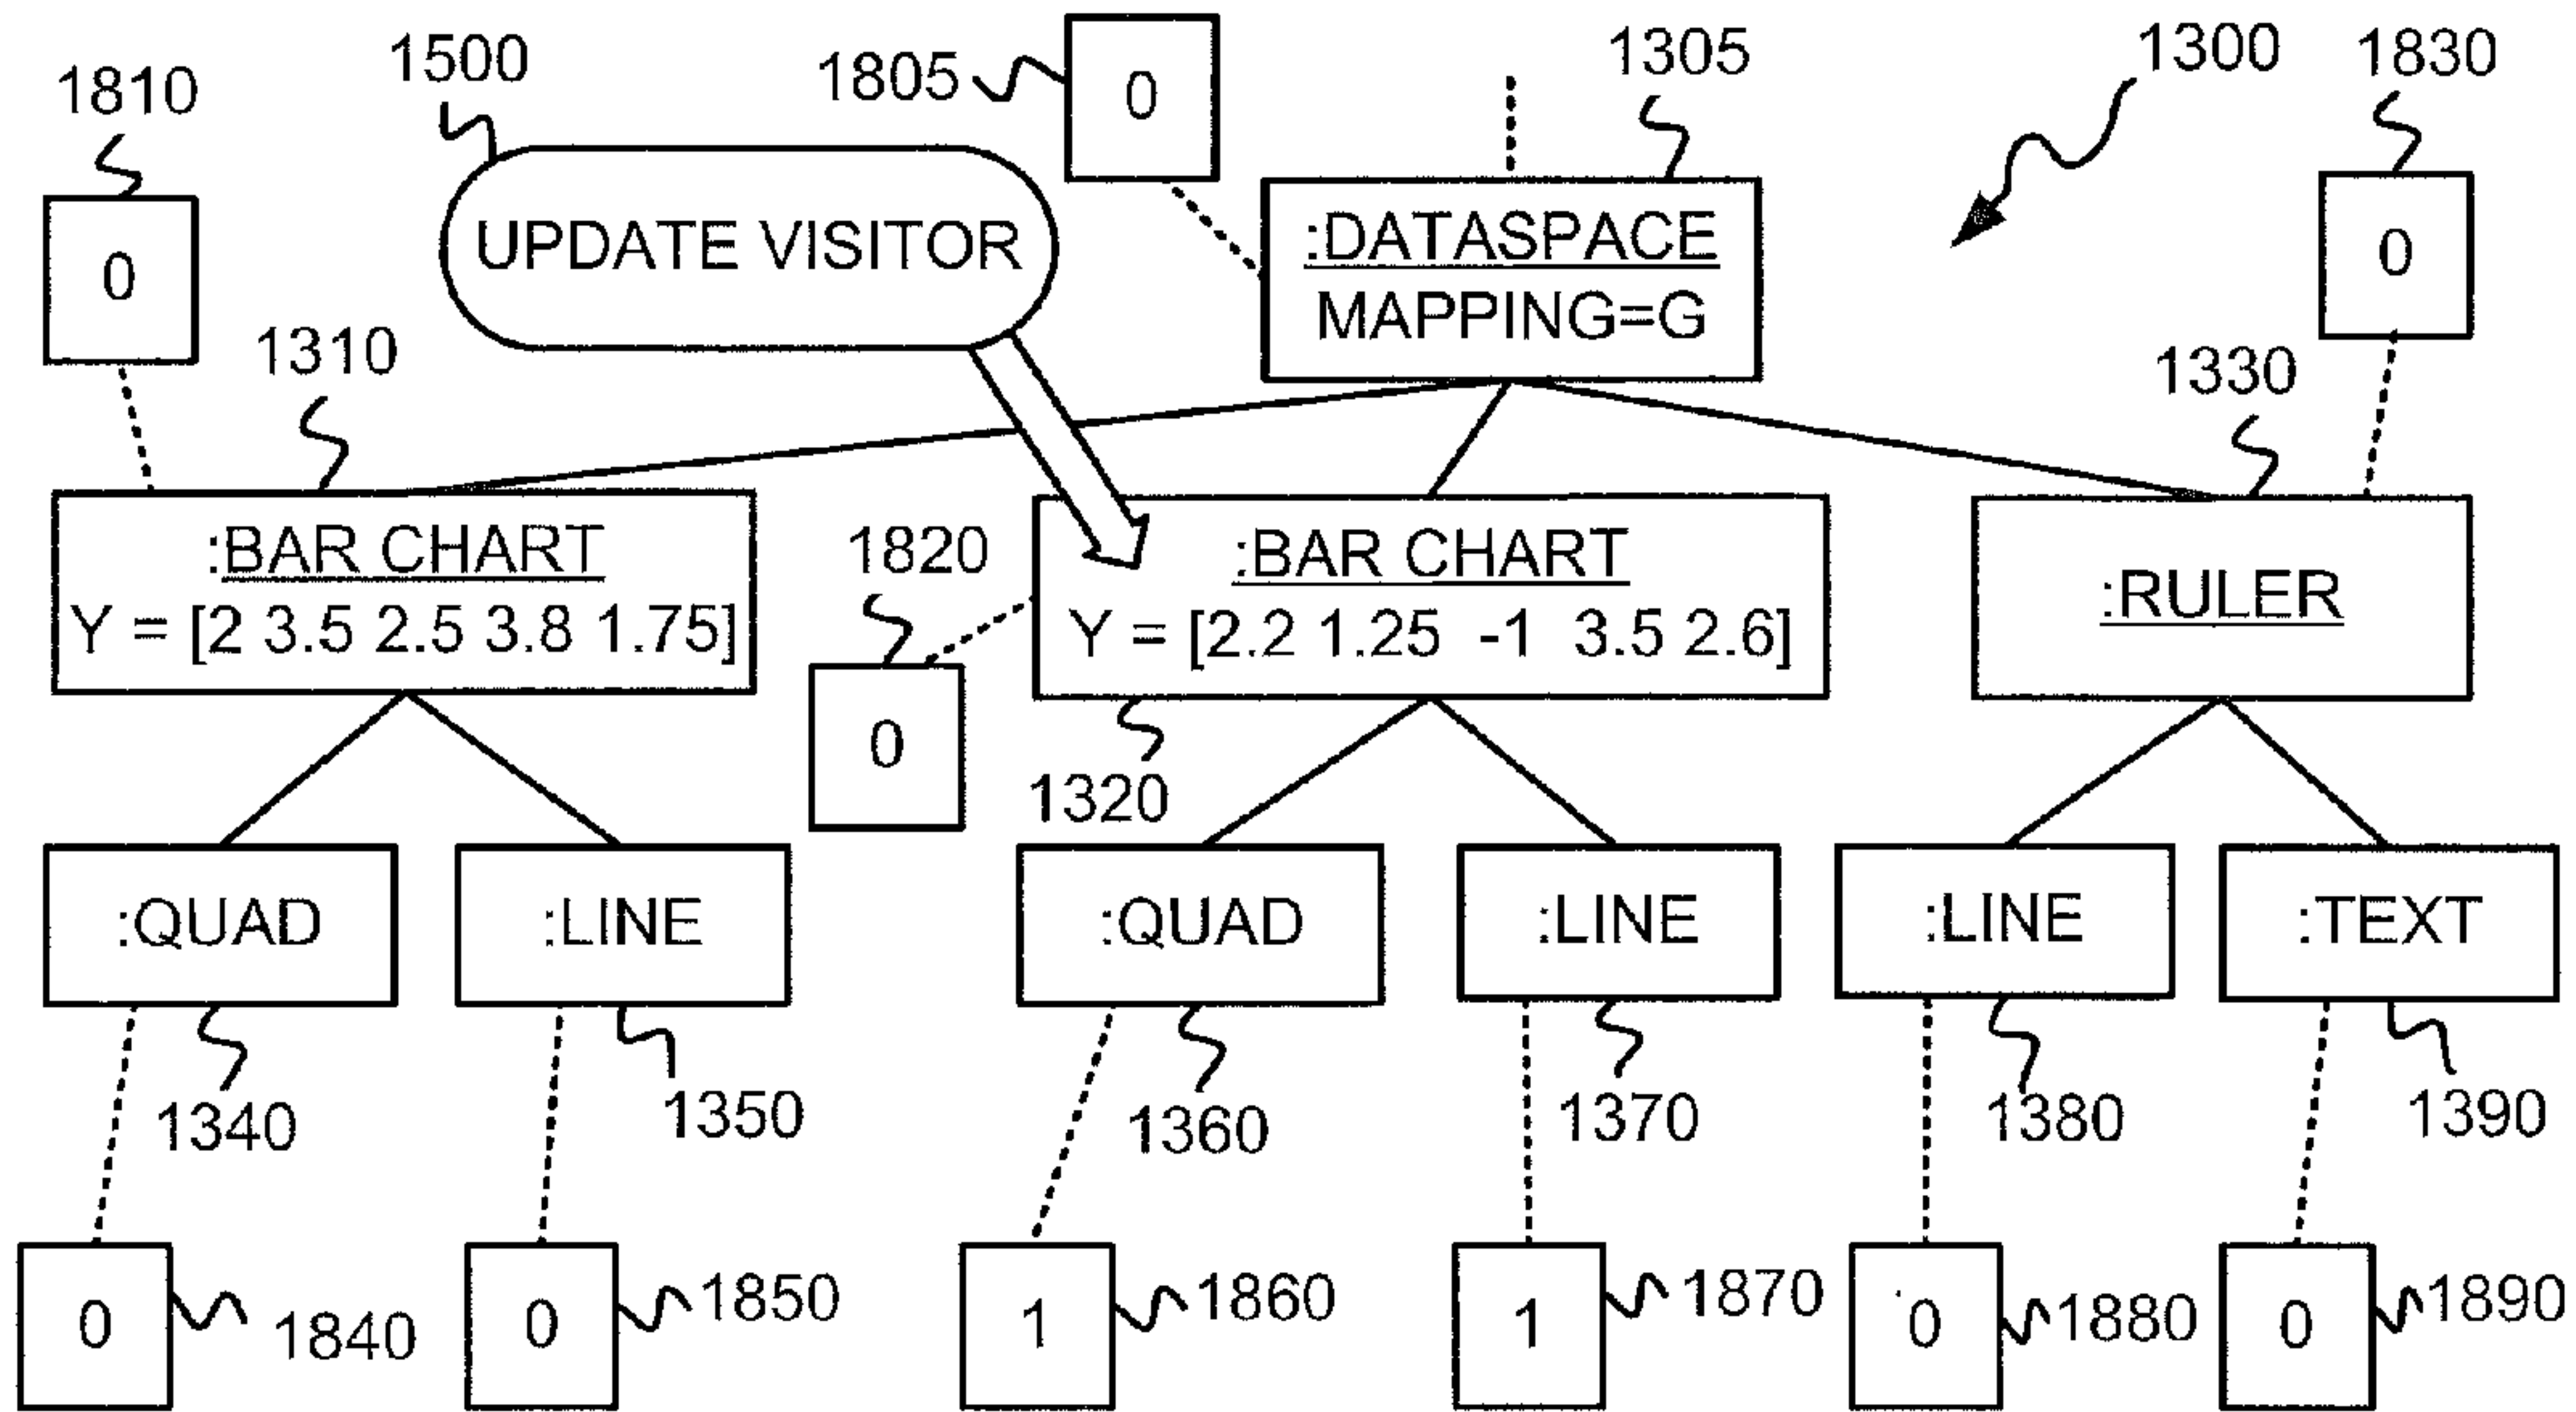 1500
1805
0
1305
1300
1830
1810
0
UPDATE VISITOR
:DATASPACE
MAPPING=G
0
1310
1330
:BAR CHART
Y = [2 3.5 2.5 3.8 1.75]
1820
0
:BAR CHART
Y = [2.2 1.25 -1 3.5 2.6]
1320
:RULER
:QUAD
:LINE
:QUAD
:LINE
:LINE
:TEXT
1340
1350
1360
1370
1380
1390
0
1840
0
1850
1
1860
1
1870
0
1880
0
1890